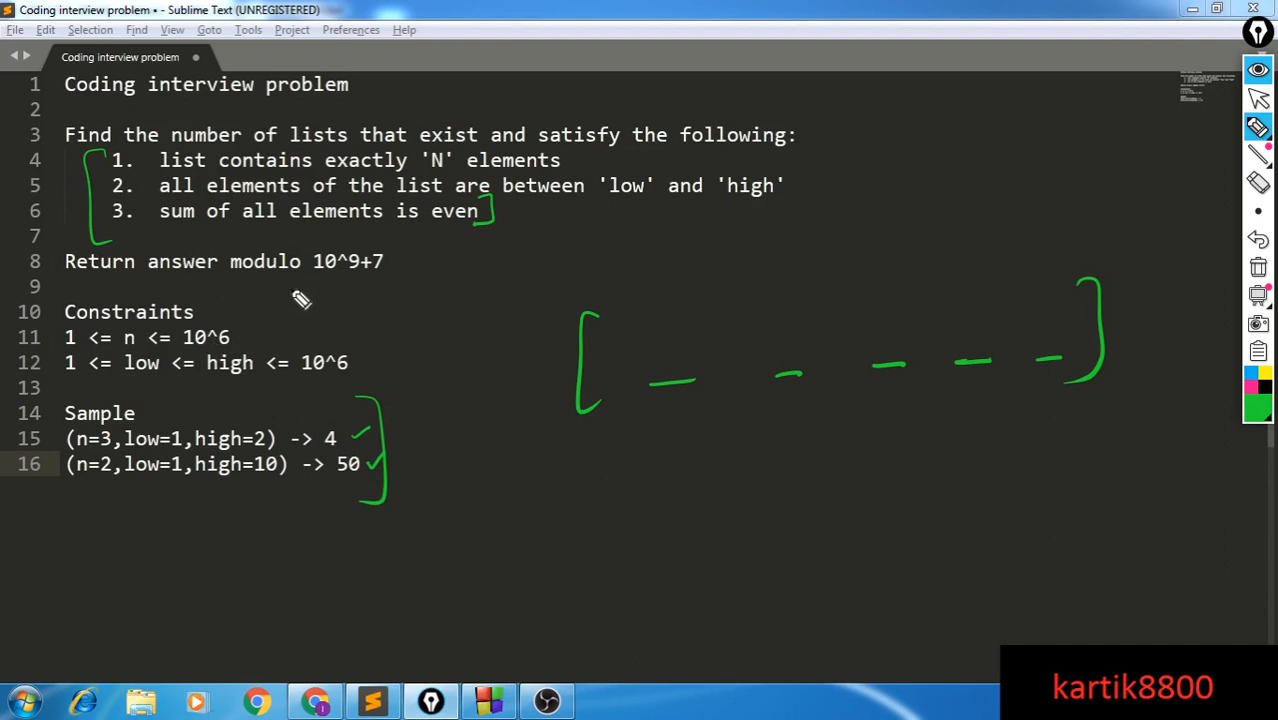 Coding interview problem • - Sublime Text (UNREGISTERED)
File Edit Selection Find View Goto Tools Project Preferences Help
Coding interview problem
1 Coding interview problem
2
3 Find the number of lists that exist and satisfy the following:
4 1. list contains exactly 'N' elements
5 2. all elements of the list are between 'low' and 'high'
6 3. sum of all elements is even
7
8 Return answer modulo 10^9+7
9
10 Constraints
11 1 <= n <= 10^6
12 1 <= low <= high <= 10^6
13
14 Sample
15 (n=3,low=1,high=2) -> 4
16 (n=2,low=1,high=10) -> 50
kartik8800